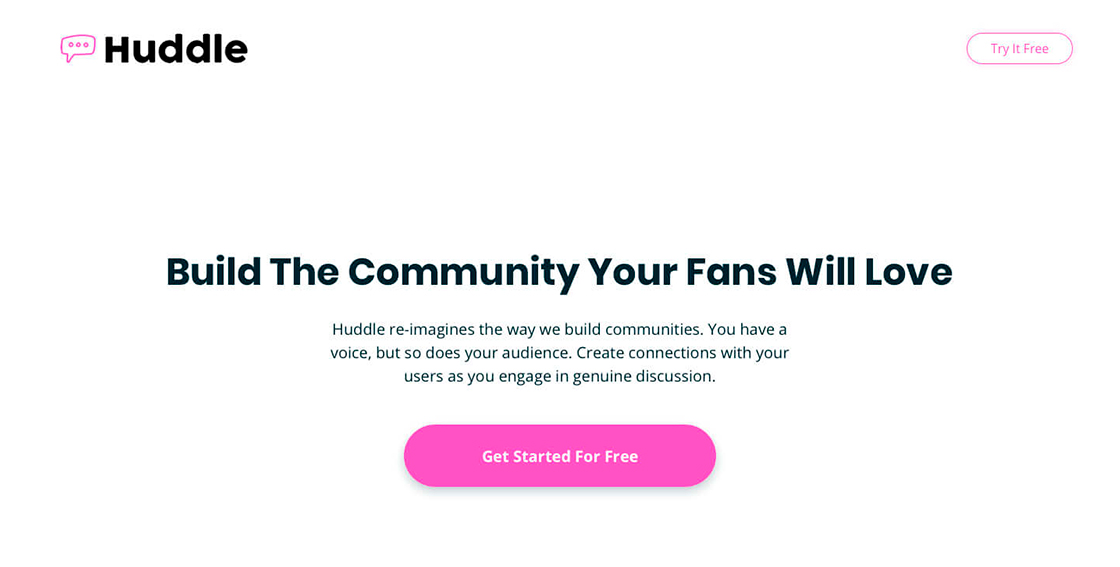 Huddle
Try It Free
Build The Community Your Fans Will Love
Huddle re-imagines the way we build communities. You have a
voice, but so does your audience. Create connections with your
users as you engage in genuine discussion.
Get Started For Free